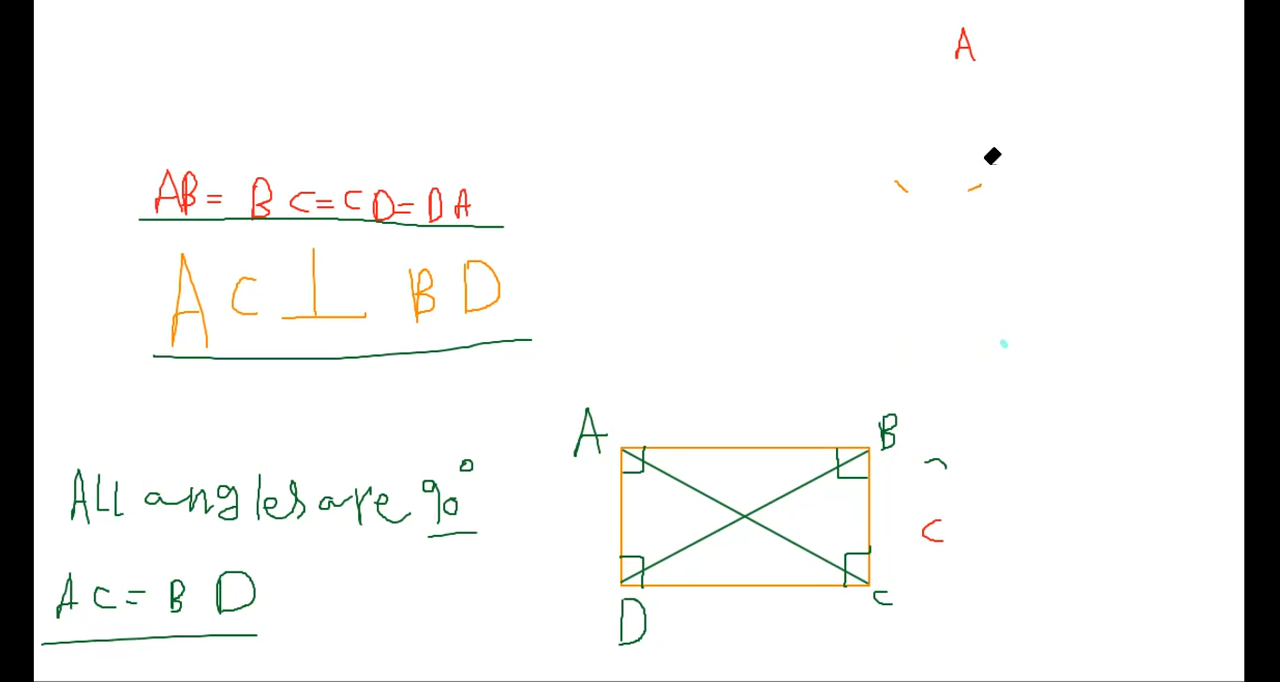 A
AB = BC = CD = DA
AC ⊥ BD
A
B
All angles are 90°
C
AC = BD
D
C